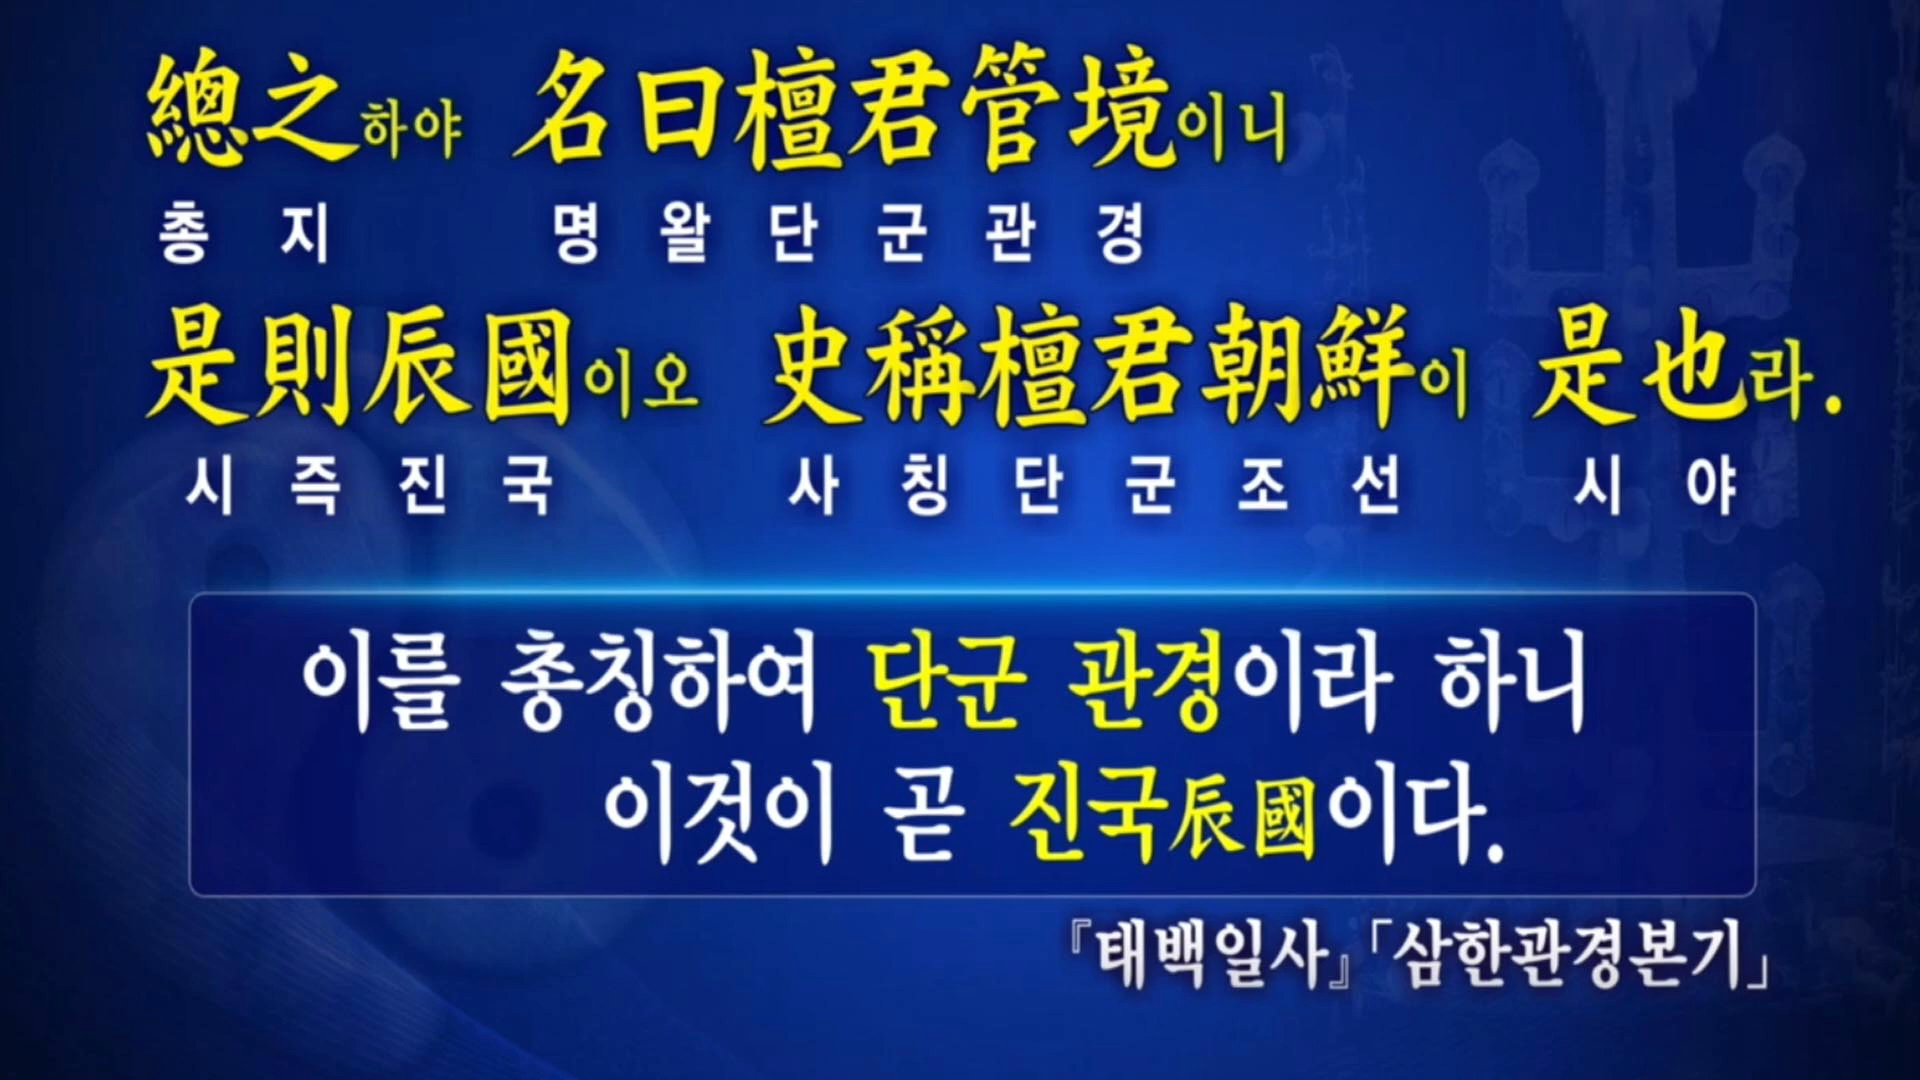 總之하야 名曰檀君管境이니
총지 명왈단군관경
是則辰國이오 史稱檀君朝鮮이 是也라.
시즉진국 사칭단군조선 시야
이를 총칭하여 단군 관경이라 하니
이것이 곧 진국辰國이다.
『태백일사』「삼한관경본기」